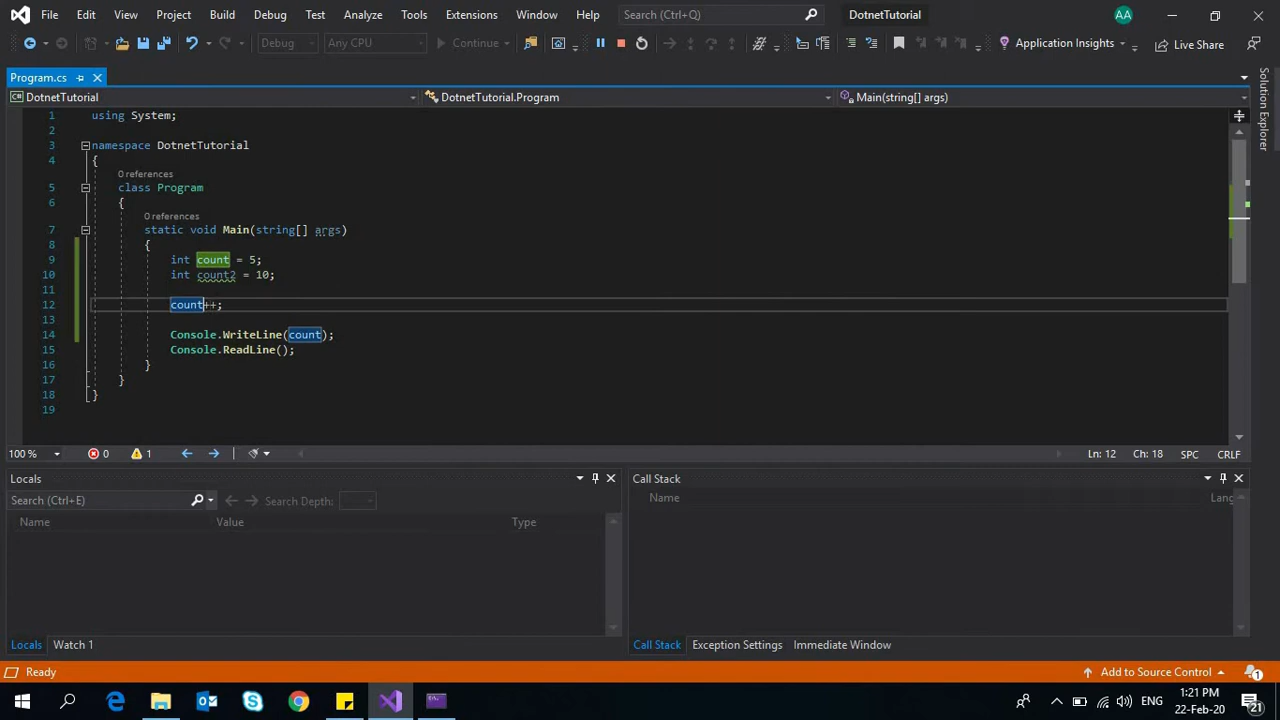 File Edit View Project Build Debug Test Analyze Tools Extensions Window Help Search (Ctrl+Q) DotnetTutorial AA
Debug Any CPU Continue Application Insights Live Share
Program.cs
DotnetTutorial DotnetTutorial.Program Main(string[] args)
1 using System;
2
3 namespace DotnetTutorial
4 {
0 references
5 class Program
6 {
0 references
7 static void Main(string[] args)
8 {
9 int count = 5;
10 int count2 = 10;
11
12 count++;
13
14 Console.WriteLine(count);
15 Console.ReadLine();
16 }
17 }
18 }
19
Solution Explorer
100 % 0 1 Ln: 12 Ch: 18 SPC CRLF
Locals
Search (Ctrl+E) Search Depth:
Name Value Type
Call Stack
Name Lang
Locals Watch 1
Call Stack Exception Settings Immediate Window
Ready Add to Source Control 1
ENG 1:21 PM
22-Feb-20 21